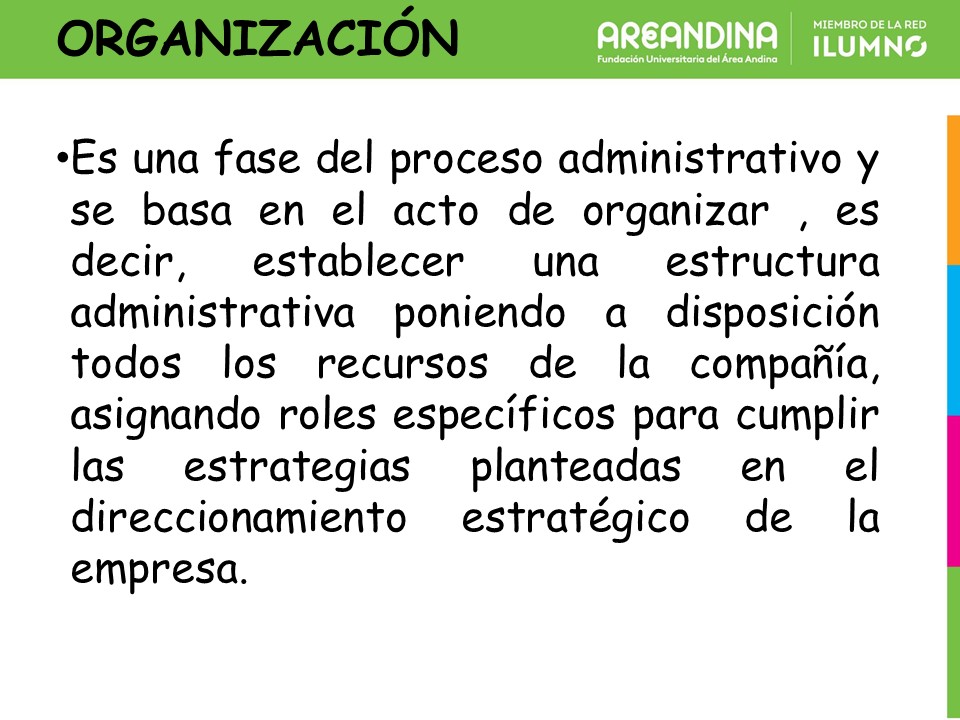 ORGANIZACIÓN
AREANDINA
Fundación Universitaria del Área Andina
MIEMBRO DE LA RED
ILUMNO
•Es una fase del proceso administrativo y
se basa en el acto de organizar , es
decir, establecer una estructura
administrativa poniendo a disposición
todos los recursos de la compañía,
asignando roles específicos para cumplir
las estrategias planteadas en el
direccionamiento estratégico de la
empresa.